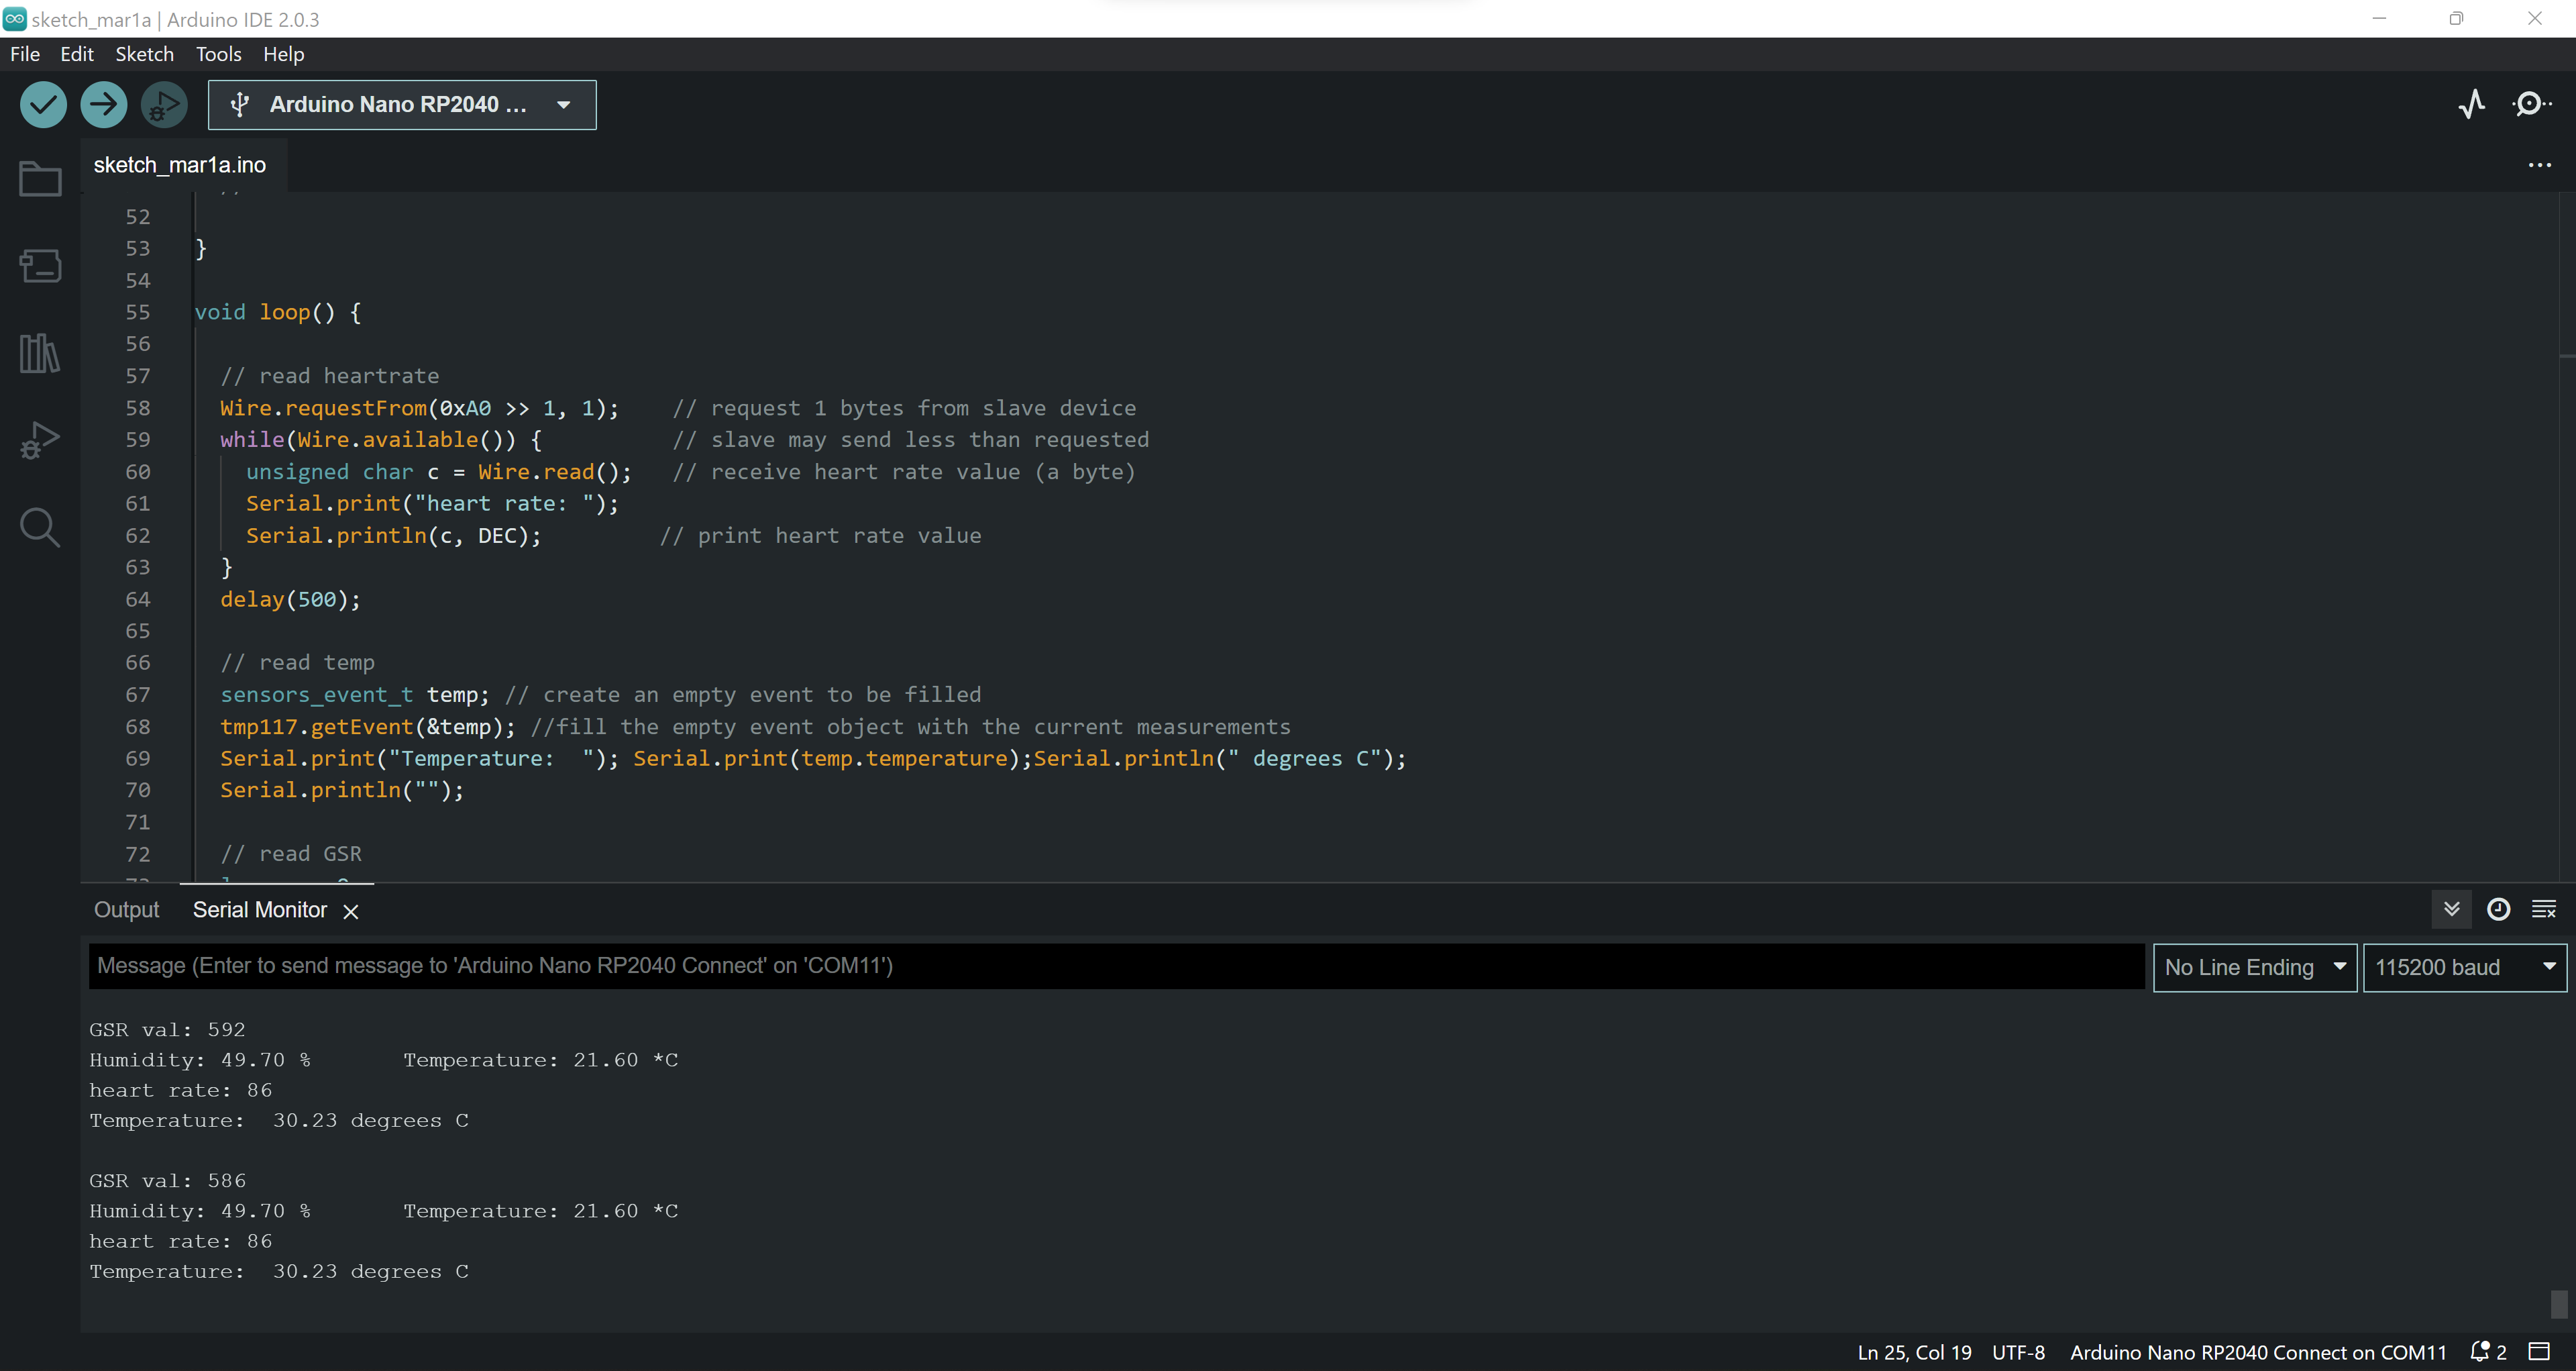 sketch_mar1a | Arduino IDE 2.0.3
File Edit Sketch Tools Help
Arduino Nano RP2040 ...
sketch_mar1a.ino
52
53 }
54
55 void loop() {
56
57 // read heartrate
58 Wire.requestFrom(0xA0 >> 1, 1); // request 1 bytes from slave device
59 while(Wire.available()) { // slave may send less than requested
60 unsigned char c = Wire.read(); // receive heart rate value (a byte)
61 Serial.print("heart rate: ");
62 Serial.println(c, DEC); // print heart rate value
63 }
64 delay(500);
65
66 // read temp
67 sensors_event_t temp; // create an empty event to be filled
68 tmp117.getEvent(&temp); //fill the empty event object with the current measurements
69 Serial.print("Temperature:  "); Serial.print(temp.temperature);Serial.println(" degrees C");
70 Serial.println("");
71
72 // read GSR
Output Serial Monitor
Message (Enter to send message to 'Arduino Nano RP2040 Connect' on 'COM11')
No Line Ending 115200 baud
GSR val: 592
Humidity: 49.70 % Temperature: 21.60 *C
heart rate: 86
Temperature:  30.23 degrees C
GSR val: 586
Humidity: 49.70 % Temperature: 21.60 *C
heart rate: 86
Temperature:  30.23 degrees C
Ln 25, Col 19 UTF-8 Arduino Nano RP2040 Connect on COM11 2